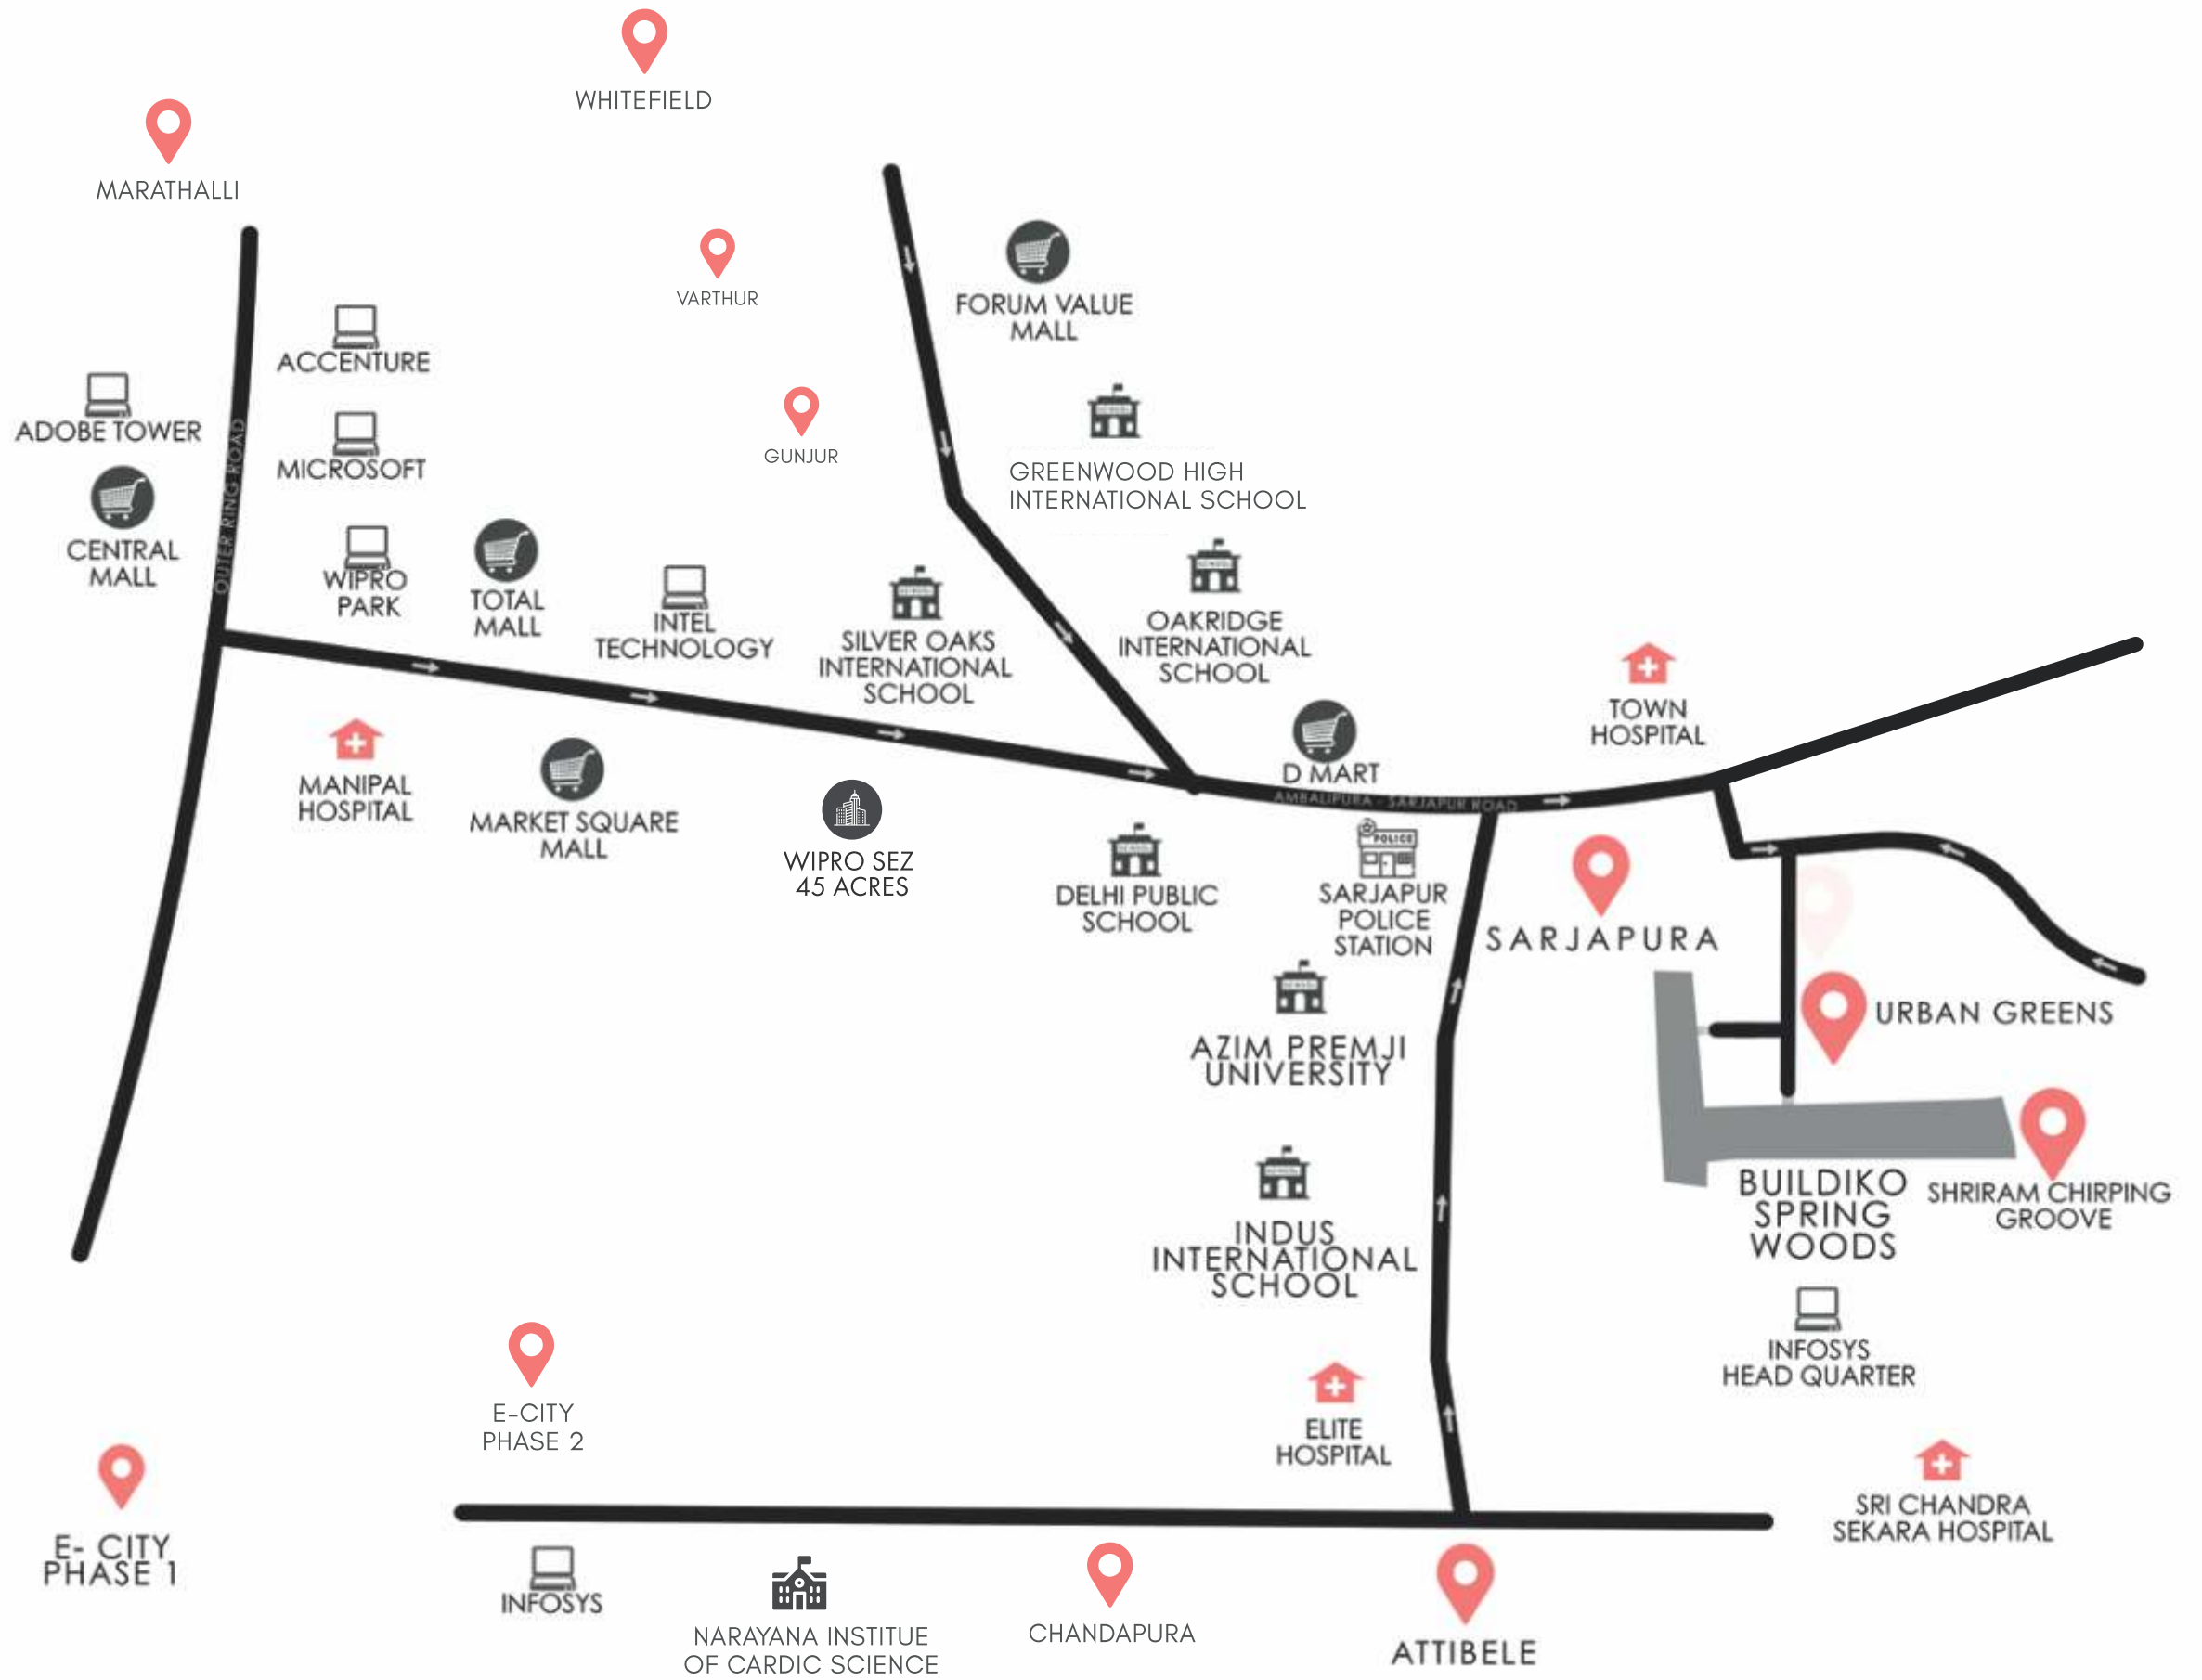 WHITEFIELD
MARATHALLI
VARTHUR
FORUM VALUE
MALL
ACCENTURE
ADOBE TOWER
MICROSOFT
GUNJUR
GREENWOOD HIGH
INTERNATIONAL SCHOOL
OUTER RING ROAD
CENTRAL
MALL
WIPRO
PARK
TOTAL
MALL
INTEL
TECHNOLOGY
SILVER OAKS
INTERNATIONAL
SCHOOL
OAKRIDGE
INTERNATIONAL
SCHOOL
TOWN
HOSPITAL
D MART
AMBALIPURA - SARJAPUR ROAD
MANIPAL
HOSPITAL
MARKET SQUARE
MALL
WIPRO SEZ
45 ACRES
DELHI PUBLIC
SCHOOL
POLICE
SARJAPUR
POLICE
STATION
SARJAPURA
URBAN GREENS
AZIM PREMJI
UNIVERSITY
BUILDIKO
SPRING
WOODS
SHRIRAM CHIRPING
GROOVE
INDUS
INTERNATIONAL
SCHOOL
INFOSYS
HEAD QUARTER
E-CITY
PHASE 2
ELITE
HOSPITAL
SRI CHANDRA
SEKARA HOSPITAL
E- CITY
PHASE 1
INFOSYS
NARAYANA INSTITUE
OF CARDIC SCIENCE
CHANDAPURA
ATTIBELE